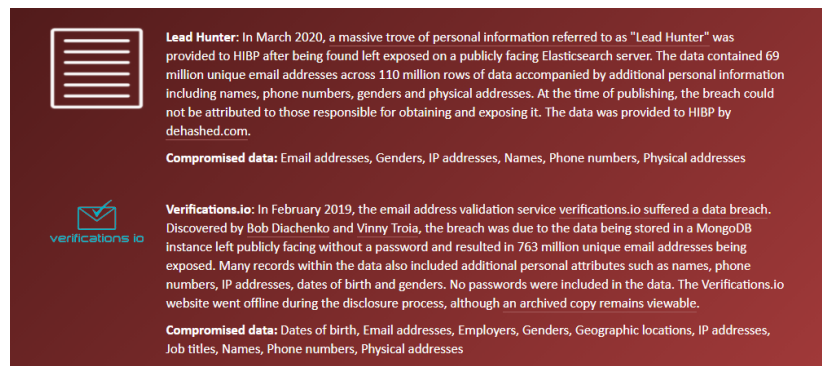 Lead Hunter: In March 2020, a massive trove of personal information referred to as "Lead Hunter" was
provided to HIBP after being found left exposed on a publicly facing Elasticsearch server. The data contained 69
million unique email addresses across 110 million rows of data accompanied by additional personal information
including names, phone numbers, genders and physical addresses. At the time of publishing, the breach could
not be attributed to those responsible for obtaining and exposing it. The data was provided to HIBP by
dehashed.com.
Compromised data: Email addresses, Genders, IP addresses, Names, Phone numbers, Physical addresses
verifications io
Verifications.io: In February 2019, the email address validation service verifications.io suffered a data breach.
Discovered by Bob Diachenko and Vinny Troia, the breach was due to the data being stored in a MongoDB
instance left publicly facing without a password and resulted in 763 million unique email addresses being
exposed. Many records within the data also included additional personal attributes such as names, phone
numbers, IP addresses, dates of birth and genders. No passwords were included in the data. The Verifications.io
website went offline during the disclosure process, although an archived copy remains viewable.
Compromised data: Dates of birth, Email addresses, Employers, Genders, Geographic locations, IP addresses,
Job titles, Names, Phone numbers, Physical addresses